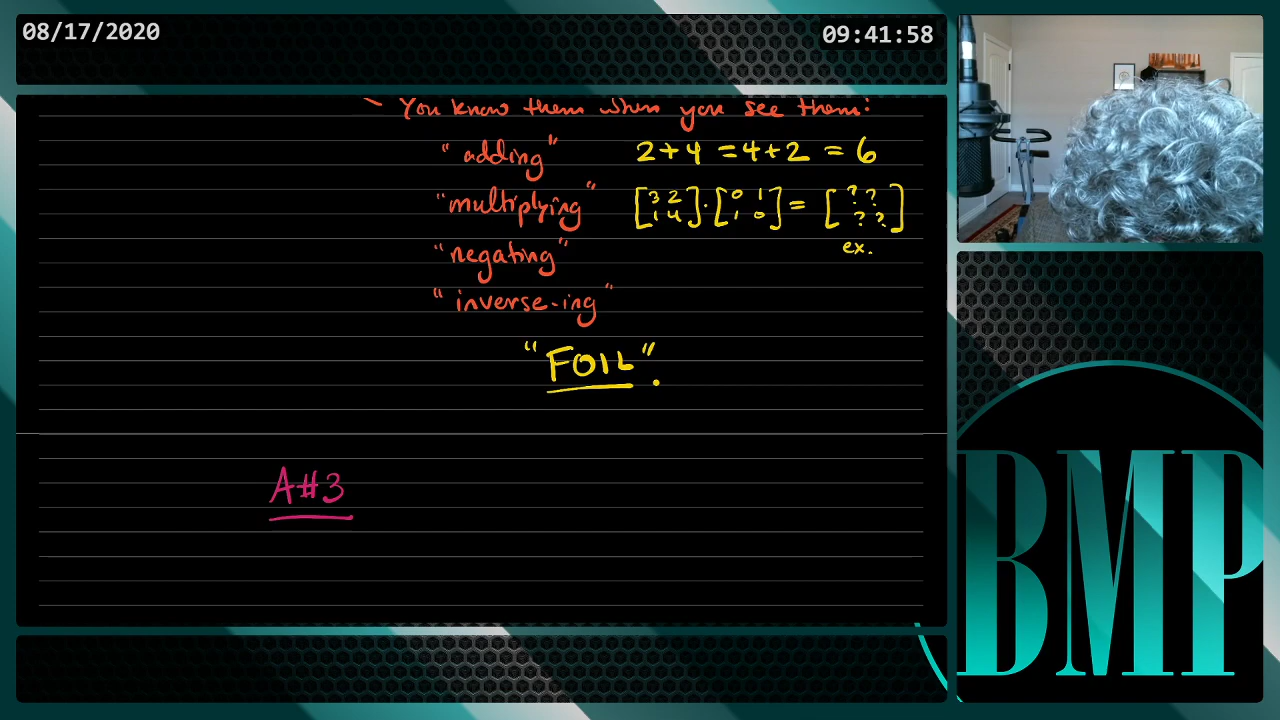 08/17/2020
09:41:58
You know them when you see them:
"adding" 2+4 = 4+2 = 6
"multiplying" [3 2 1 4] · [0 1 1 0] = [? ? ? ?]
ex.
"negating"
"inverse-ing"
"FOIL".
A#3
BMP